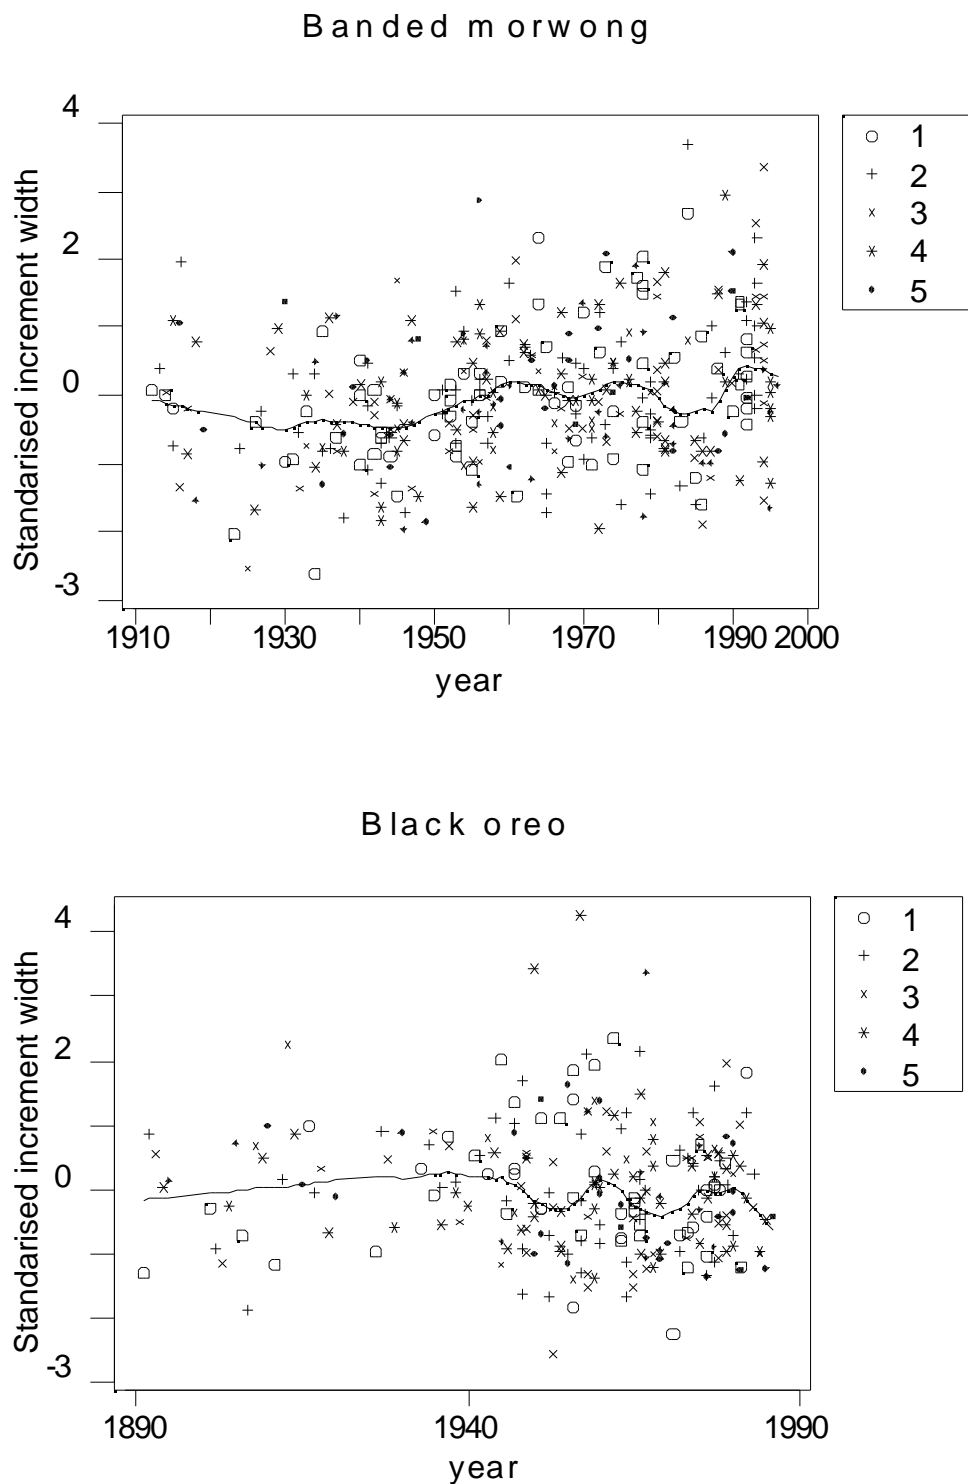 Banded morwong
4
2
0
-3
Standarised increment width
1910 1930 1950 1970 1990 2000
year
1
2
3
4
5
Black oreo
4
2
0
-3
Standarised increment width
1890 1940 1990
year
1
2
3
4
5